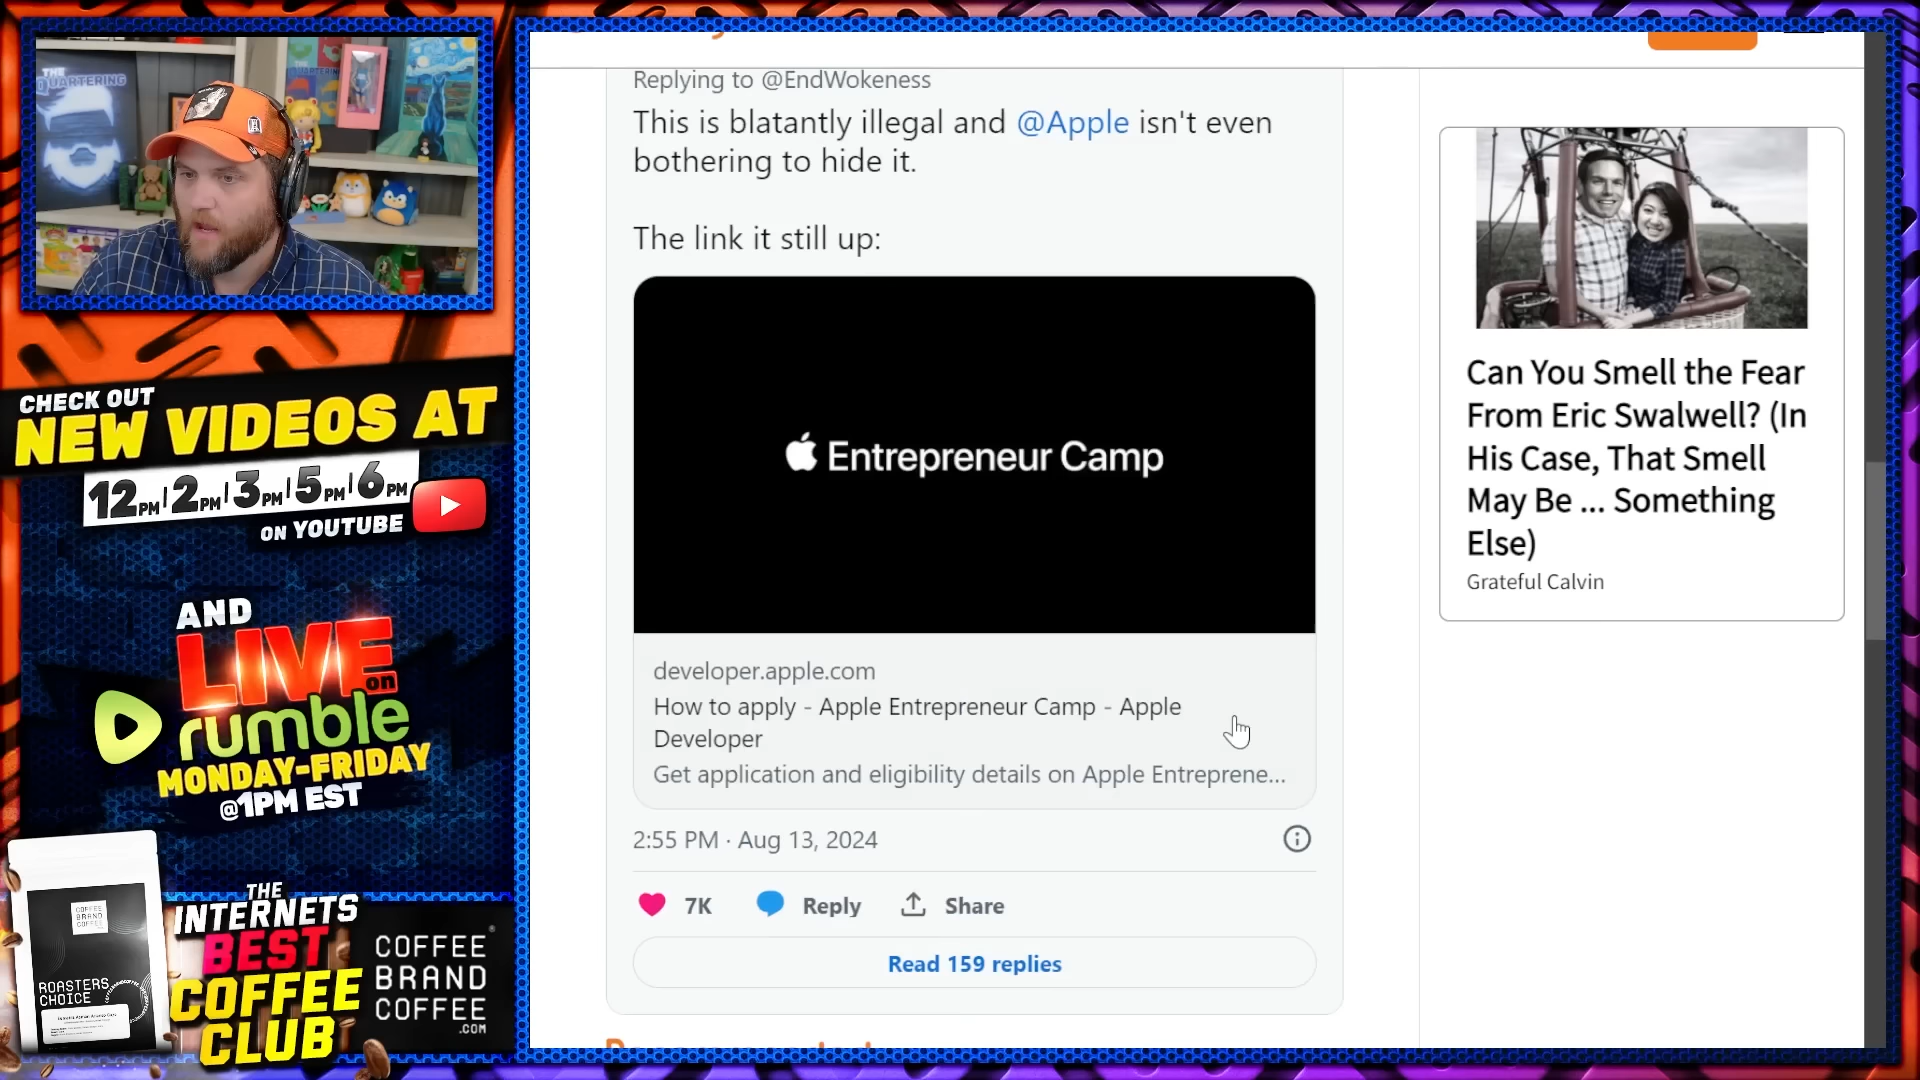 THE
QUARTERING
CHECK OUT
NEW VIDEOS AT
12PM | 2PM | 3PM | 5PM | 6PM
ON YOUTUBE
AND
LIVE on
rumble
MONDAY-FRIDAY
@1PM EST
COFFEE
BRAND
COFFEE
ROASTERS
CHOICE
THE
INTERNETS
BEST
COFFEE
CLUB
COFFEE
BRAND
COFFEE
.COM
Replying to @EndWokeness
This is blatantly illegal and @Apple isn't even
bothering to hide it.
The link it still up:
Entrepreneur Camp
developer.apple.com
How to apply - Apple Entrepreneur Camp - Apple
Developer
Get application and eligibility details on Apple Entreprene...
2:55 PM · Aug 13, 2024
7K Reply Share
Read 159 replies
Can You Smell the Fear
From Eric Swalwell? (In
His Case, That Smell
May Be ... Something
Else)
Grateful Calvin